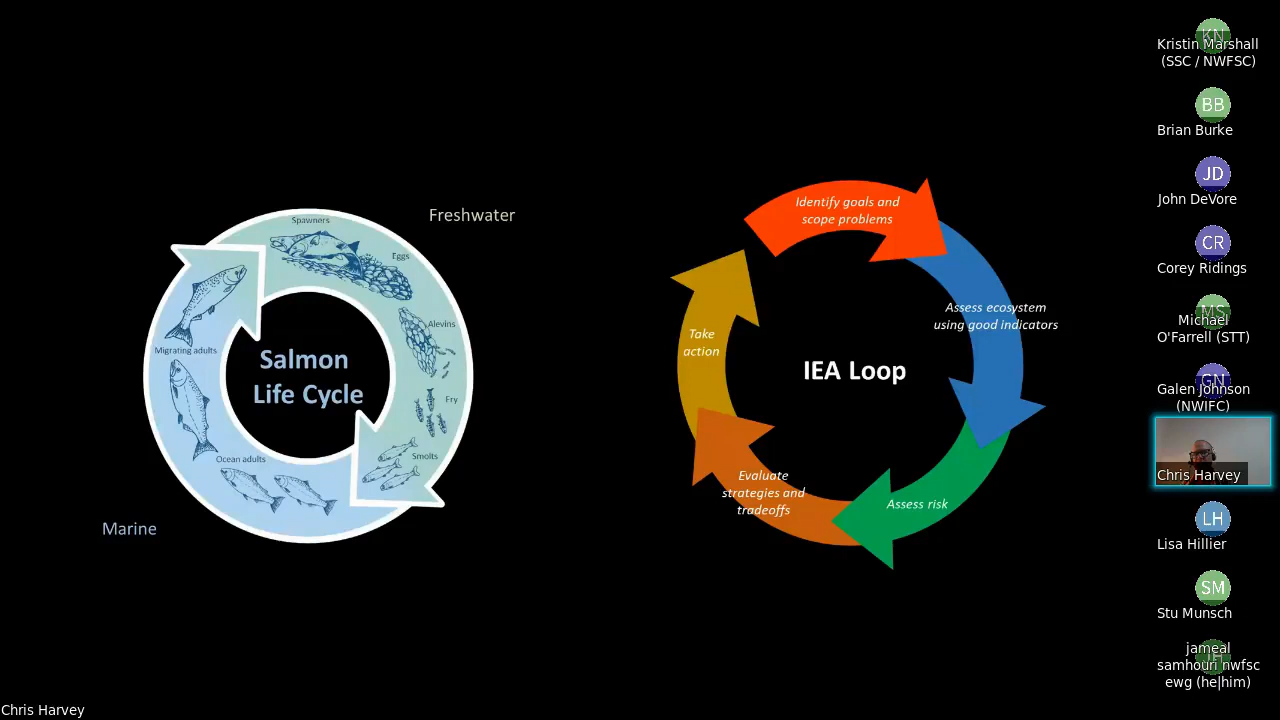 Freshwater
Spawners
Eggs
Alevins
Fry
Smolts
Ocean adults
Migrating adults
Salmon
Life Cycle
Marine
Identify goals and
scope problems
Assess ecosystem
using good indicators
Assess risk
Evaluate
strategies and
tradeoffs
Take
action
IEA Loop
KN
Kristin Marshall
(SSC / NWFSC)
BB
Brian Burke
JD
John DeVore
CR
Corey Ridings
MS
Michael
O'Farrell (STT)
GN
Galen Johnson
(NWIFC)
Chris Harvey
LH
Lisa Hillier
SM
Stu Munsch
JH
jameal
samhouri nwfsc
ewg (he|him)
Chris Harvey